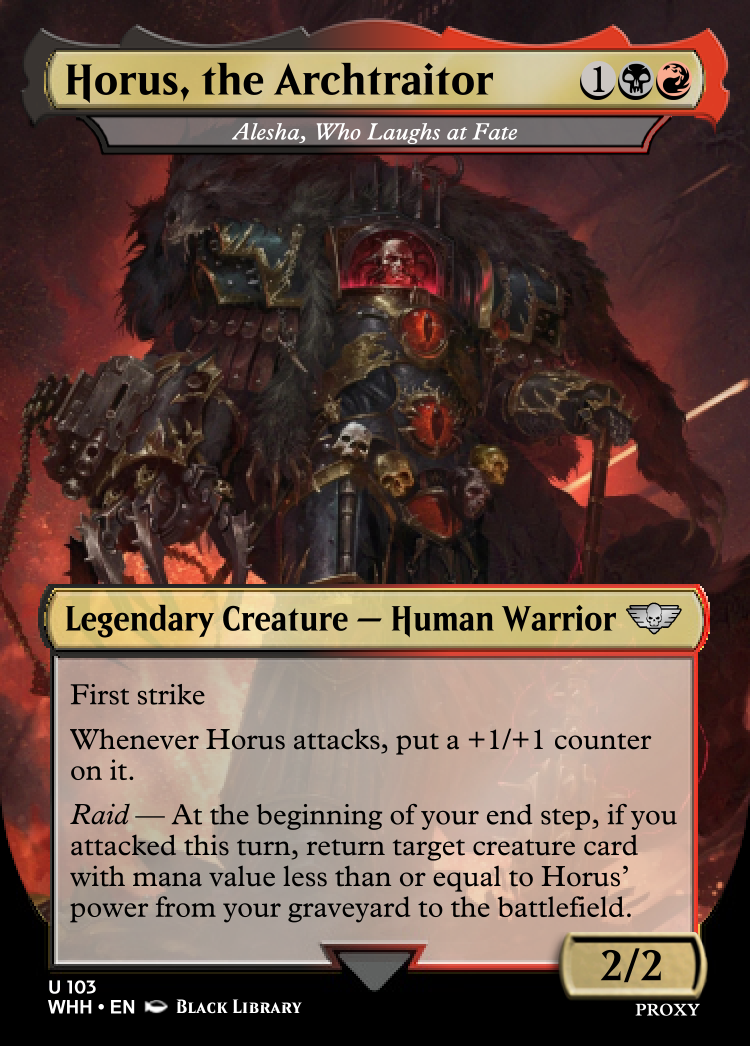 Horus, the Archtraitor 1
Alesha, Who Laughs at Fate
Legendary Creature — Human Warrior
First strike
Whenever Horus attacks, put a +1/+1 counter
on it.
Raid — At the beginning of your end step, if you
attacked this turn, return target creature card
with mana value less than or equal to Horus’
power from your graveyard to the battlefield.
2/2
U 103
WHH • EN BLACK LIBRARY
PROXY